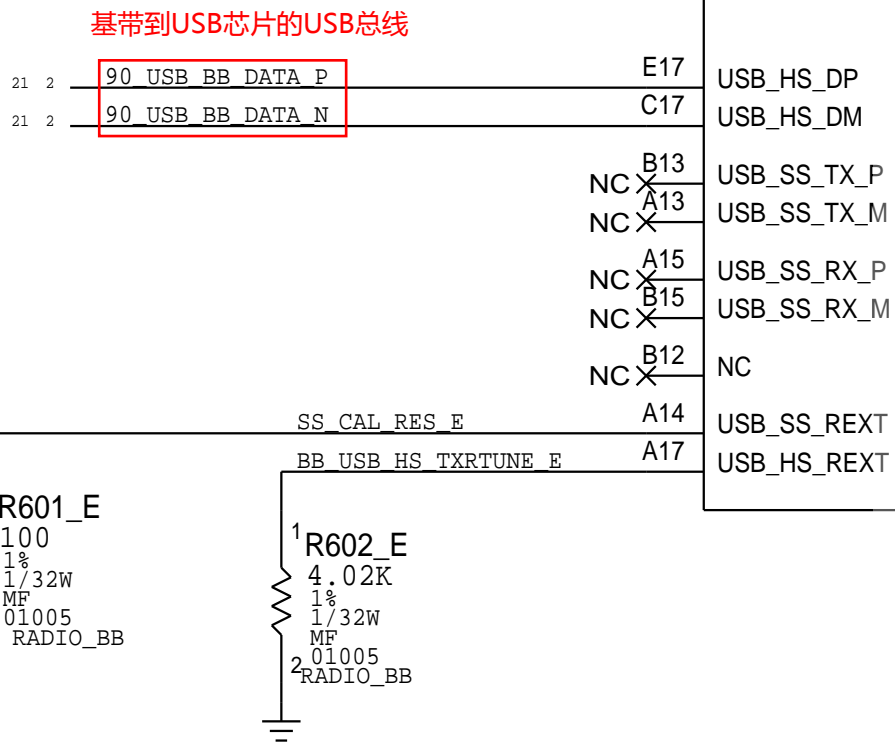 基带到USB芯片的USB总线
21 2 90_USB_BB_DATA_P E17 USB_HS_DP
21 2 90_USB_BB_DATA_N C17 USB_HS_DM
NC B13 USB_SS_TX_P
NC A13 USB_SS_TX_M
NC A15 USB_SS_RX_P
NC B15 USB_SS_RX_M
NC B12 NC
SS_CAL_RES_E A14 USB_SS_REXT
BB_USB_HS_TXRTUNE_E A17 USB_HS_REXT
R601_E
100
1%
1/32W
MF
01005
RADIO_BB
1
R602_E
4.02K
1%
1/32W
MF
01005
2
RADIO_BB